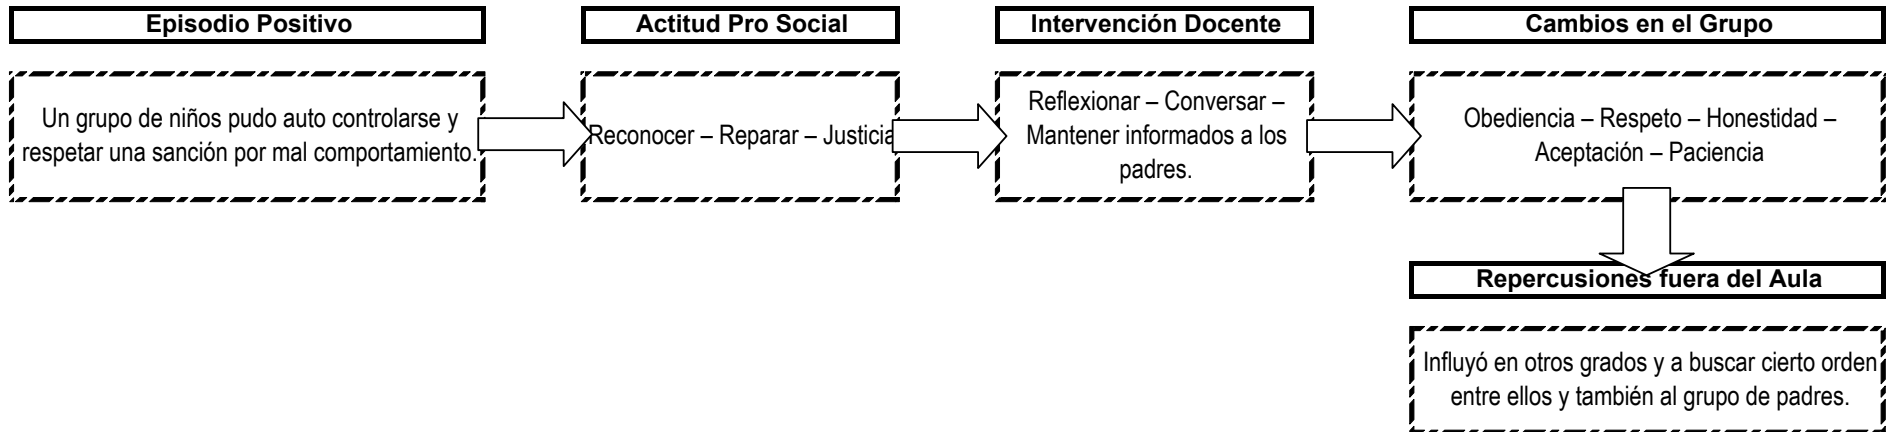 Episodio Positivo
Un grupo de niños pudo auto controlarse y
respetar una sanción por mal comportamiento.
Actitud Pro Social
Reconocer – Reparar – Justicia
Intervención Docente
Reflexionar – Conversar –
Mantener informados a los
padres.
Cambios en el Grupo
Obediencia – Respeto – Honestidad –
Aceptación – Paciencia
Repercusiones fuera del Aula
Influyó en otros grados y a buscar cierto orden
entre ellos y también al grupo de padres.